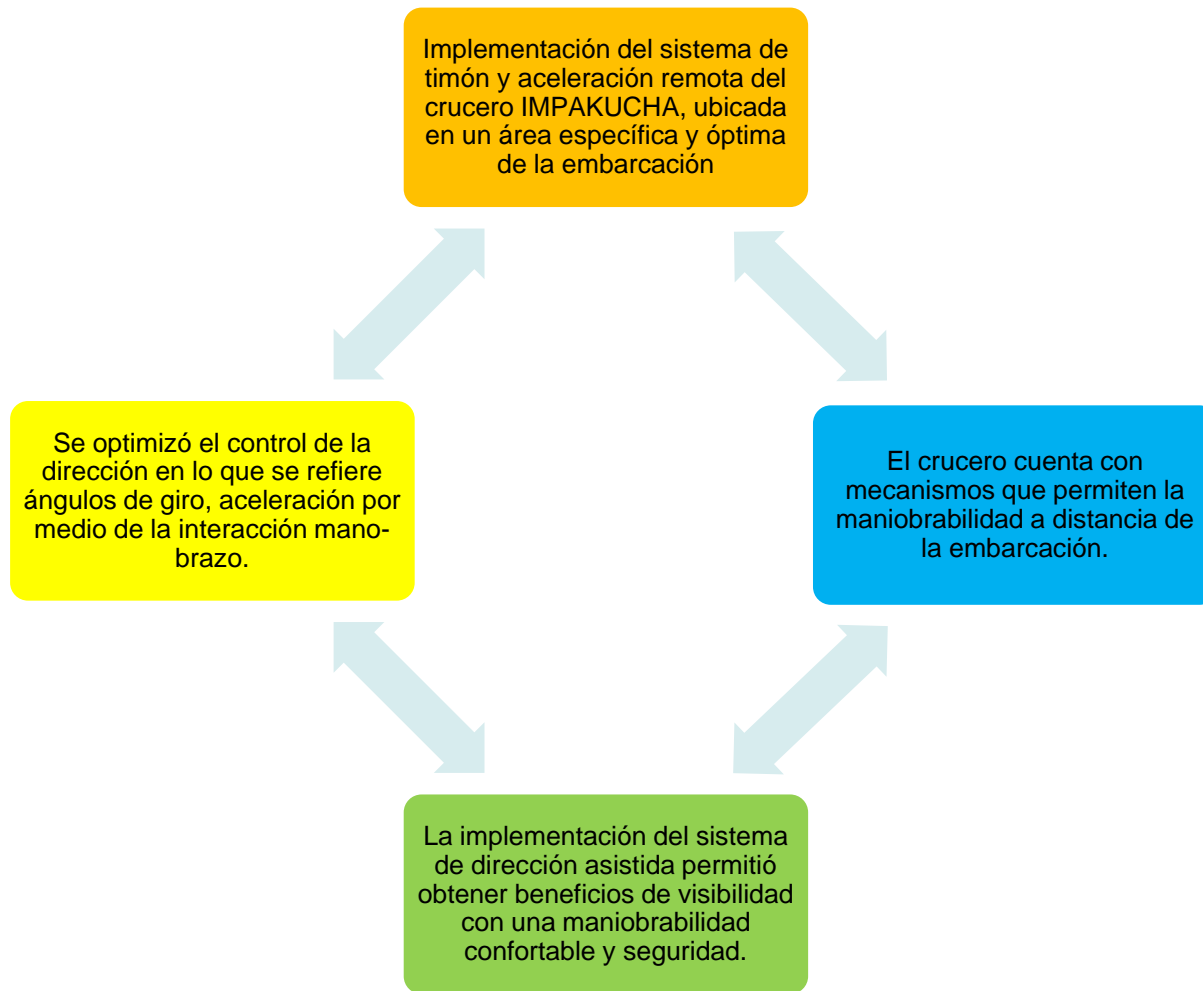 Implementación del sistema de
timón y aceleración remota del
crucero IMPAKUCHA, ubicada
en un área específica y óptima
de la embarcación
Se optimizó el control de la
dirección en lo que se refiere
ángulos de giro, aceleración por
medio de la interacción mano-
brazo.
El crucero cuenta con
mecanismos que permiten la
maniobrabilidad a distancia de
la embarcación.
La implementación del sistema
de dirección asistida permitió
obtener beneficios de visibilidad
con una maniobrabilidad
confortable y seguridad.